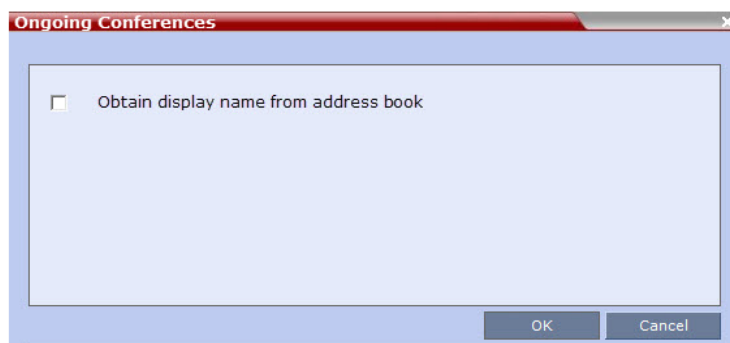 Ongoing Conferences
Obtain display name from address book
OK
Cancel